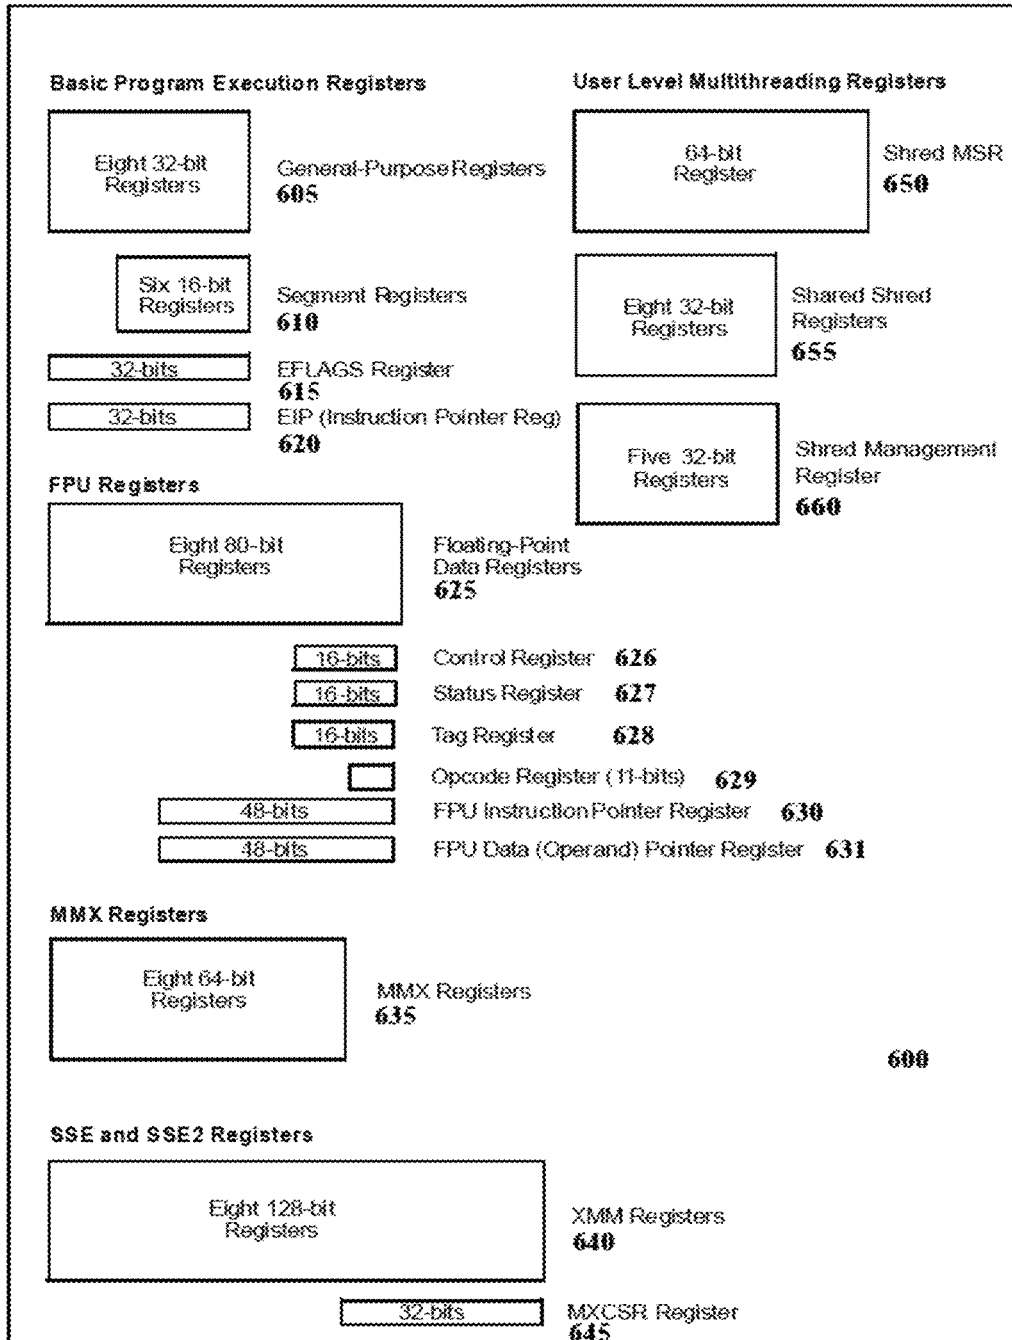 Basic Program Execution Registers
Eight 32-bit
Registers
General-Purpose Registers
605
Six 16-bit
Registers
Segment Registers
610
32-bits
EFLAGS Register
615
32-bits
EIP (Instruction Pointer Reg)
620
User Level Multithreading Registers
64-bit
Register
Shred MSR
650
Eight 32-bit
Registers
Shared Shred
Registers
655
Five 32-bit
Registers
Shred Management
Register
660
FPU Registers
Eight 80-bit
Registers
Floating-Point
Data Registers
625
16-bits
Control Register 626
16-bits
Status Register 627
16-bits
Tag Register 628
Opcode Register (11-bits) 629
48-bits
FPU Instruction Pointer Register 630
48-bits
FPU Data (Operand) Pointer Register 631
MMX Registers
Eight 64-bit
Registers
MMX Registers
635
600
SSE and SSE2 Registers
Eight 128-bit
Registers
XMM Registers
640
32-bits
MXCSR Register
645